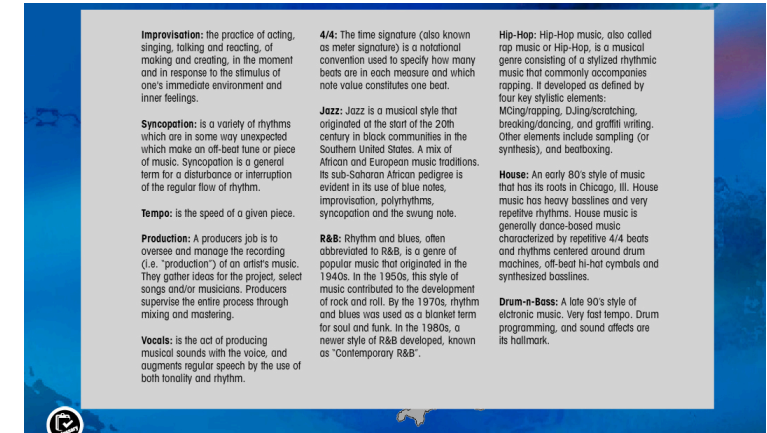 Improvisation: the practice of acting,
singing, talking and reacting, of
making and creating, in the moment
and in response to the stimulus of
one's immediate environment and
inner feelings.
Syncopation: is a variety of rhythms
which are in some way unexpected
which make an off-beat tune or piece
of music. Syncopation is a general
term for a disturbance or interruption
of the regular flow of rhythm.
Tempo: is the speed of a given piece.
Production: A producers job is to
oversee and manage the recording
(i.e. "production") of an artist's music.
They gather ideas for the project, select
songs and/or musicians. Producers
supervise the entire process through
mixing and mastering.
Vocals: is the act of producing
musical sounds with the voice, and
augments regular speech by the use of
both tonality and rhythm.
4/4: The time signature (also known
as meter signature) is a notational
convention used to specify how many
beats are in each measure and which
note value constitutes one beat.
Jazz: Jazz is a musical style that
originated at the start of the 20th
century in black communities in the
Southern United States. A mix of
African and European music traditions.
Its sub-Saharan African pedigree is
evident in its use of blue notes,
improvisation, polyrhythms,
syncopation and the swung note.
R&B: Rhythm and blues, often
abbreviated to R&B, is a genre of
popular music that originated in the
1940s. In the 1950s, this style of
music contributed to the development
of rock and roll. By the 1970s, rhythm
and blues was used as a blanket term
for soul and funk. In the 1980s, a
newer style of R&B developed, known
as "Contemporary R&B".
Hip-Hop: Hip-Hop music, also called
rap music or Hip-Hop, is a musical
genre consisting of a stylized rhythmic
music that commonly accompanies
rapping. It developed as defined by
four key stylistic elements:
MCing/rapping, DJing/scratching,
breaking/dancing, and graffiti writing.
Other elements include sampling (or
synthesis), and beatboxing.
House: An early 80's style of music
that has its roots in Chicago, Ill. House
music has heavy basslines and very
repetitve rhythms. House music is
generally dance-based music
characterized by repetitive 4/4 beats
and rhythms centered around drum
machines, off-beat hi-hat cymbals and
synthesized basslines.
Drum-n-Bass: A late 90's style of
elctronic music. Very fast tempo. Drum
programming, and sound affects are
its hallmark.